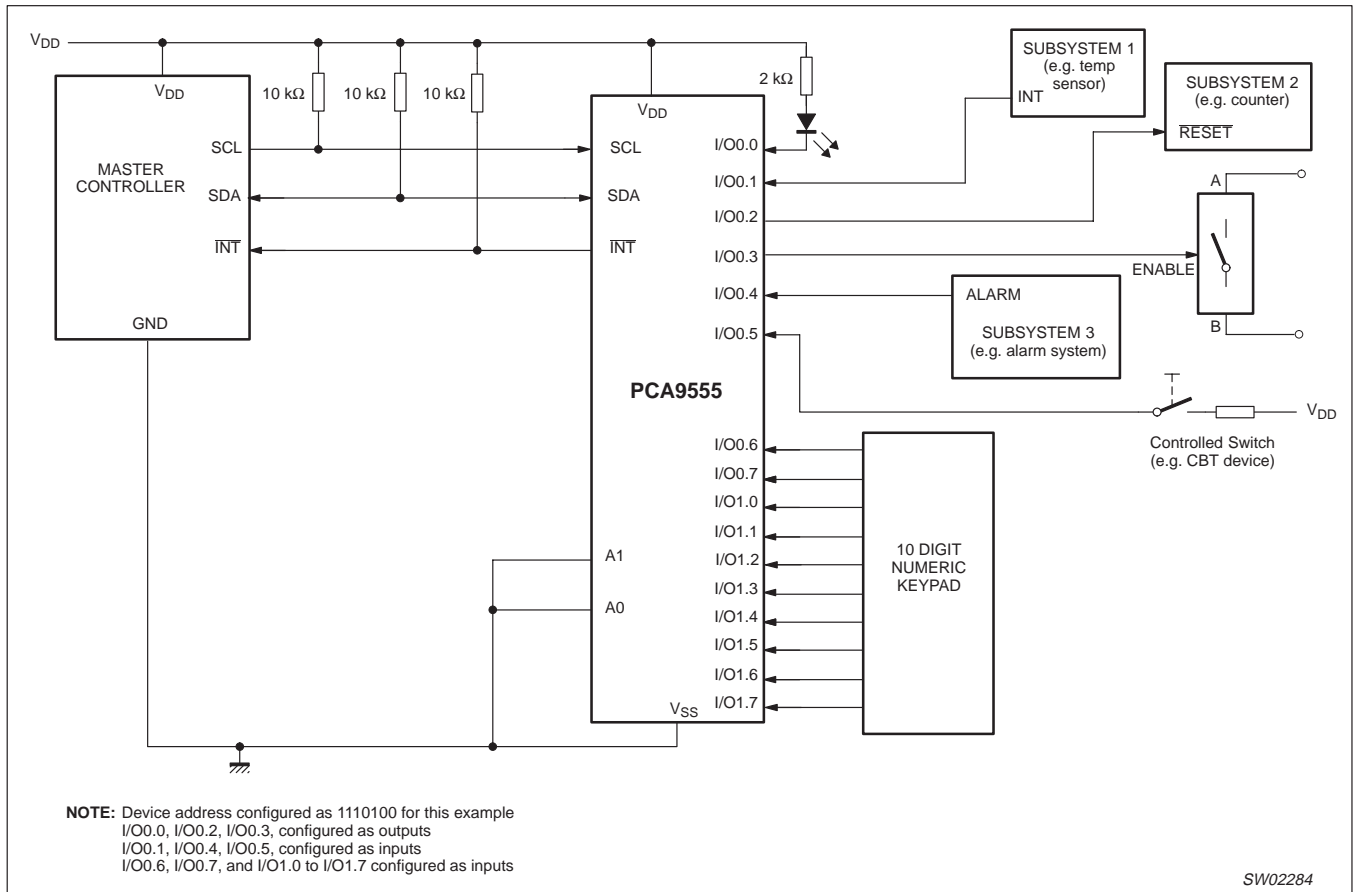 VDD
VDD
10 kΩ
10 kΩ
10 kΩ
MASTER
CONTROLLER
SCL
SDA
INT
GND
VDD
SCL
SDA
INT
PCA9555
A1
A0
VSS
2 kΩ
I/O0.0
I/O0.1
I/O0.2
I/O0.3
I/O0.4
I/O0.5
I/O0.6
I/O0.7
I/O1.0
I/O1.1
I/O1.2
I/O1.3
I/O1.4
I/O1.5
I/O1.6
I/O1.7
SUBSYSTEM 1
(e.g. temp
sensor)
INT
SUBSYSTEM 2
(e.g. counter)
RESET
A
ENABLE
B
ALARM
SUBSYSTEM 3
(e.g. alarm system)
VDD
Controlled Switch
(e.g. CBT device)
10 DIGIT
NUMERIC
KEYPAD
NOTE: Device address configured as 1110100 for this example
I/O0.0, I/O0.2, I/O0.3, configured as outputs
I/O0.1, I/O0.4, I/O0.5, configured as inputs
I/O0.6, I/O0.7, and I/O1.0 to I/O1.7 configured as inputs
SW02284